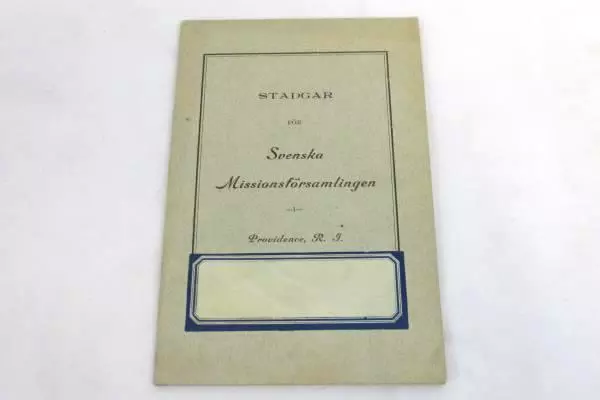 STADGAR
FÖR
Svenska
Missionsförsamlingen
—i—
Providence, R. I.